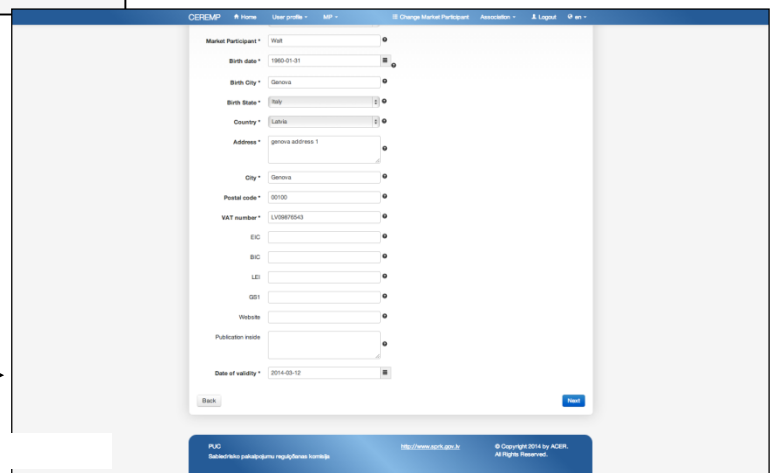 CEREMP Home User profile MP Change Market Participant Association Logout en
Market Participant * Walt
Birth date * 1960-01-31
Birth City * Genova
Birth State * Italy
Country * Latvia
Address * genova address 1
City * Genova
Postal code * 00100
VAT number * LV09876543
EIC
BIC
LEI
GS1
Website
Publication inside
Date of validity * 2014-03-12
Back Next
PUC http://www.sprk.gov.lv © Copyright 2014 by ACER.
Sabiedrisko pakalpojumu regulēšanas komisija All Rights Reserved.